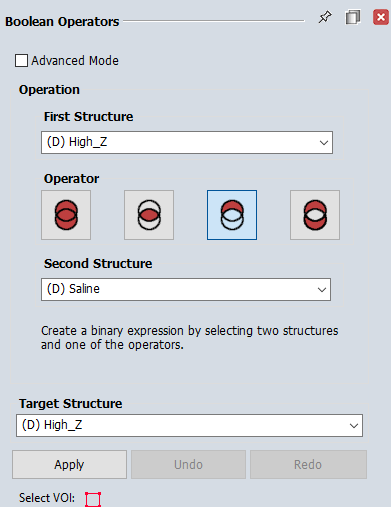 Boolean Operators
Advanced Mode
Operation
First Structure
(D) High_Z
Operator
Second Structure
(D) Saline
Create a binary expression by selecting two structures
and one of the operators.
Target Structure
(D) High_Z
Apply Undo Redo
Select VOI: